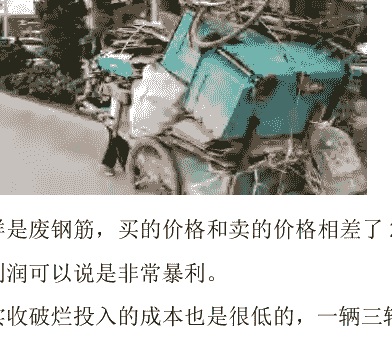 是废钢筋，买的价格和卖的价格相差了
润可以说是非常暴利。
收破烂投入的成本也是很低的，一辆三